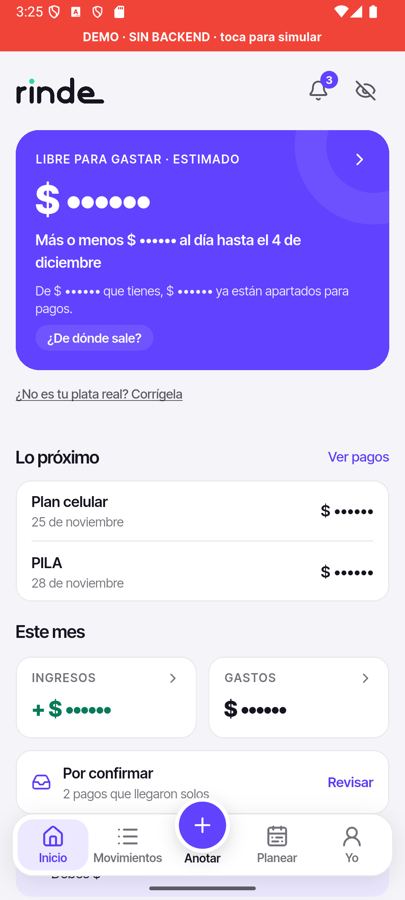 3:25
DEMO · SIN BACKEND · toca para simular
rinde
3
LIBRE PARA GASTAR · ESTIMADO
$ ••••••
Más o menos $ •••••• al día hasta el 4 de
diciembre
De $ •••••• que tienes, $ •••••• ya están apartados para
pagos.
¿De dónde sale?
¿No es tu plata real? Corrígela
Lo próximo
Ver pagos
Plan celular
$ ••••••
25 de noviembre
PILA
$ ••••••
28 de noviembre
Este mes
INGRESOS
GASTOS
+ $ ••••••
$ ••••••
Por confirmar
Revisar
2 pagos que llegaron solos
Inicio
Movimientos
Anotar
Planear
Yo